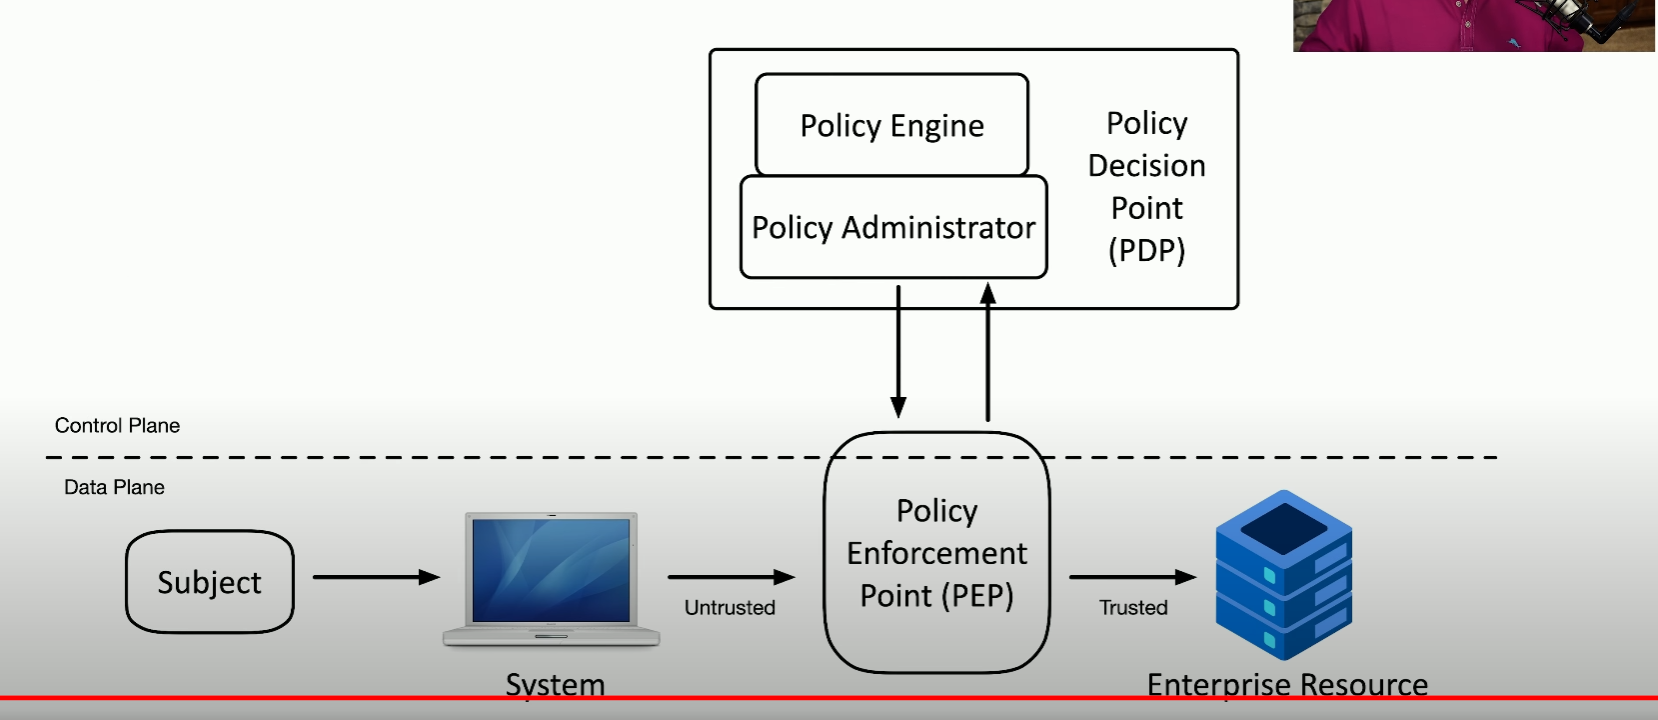 Policy Engine
Policy Administrator
Policy
Decision
Point
(PDP)
Control Plane
Data Plane
Subject
System
Untrusted
Policy
Enforcement
Point (PEP)
Trusted
Enterprise Resource